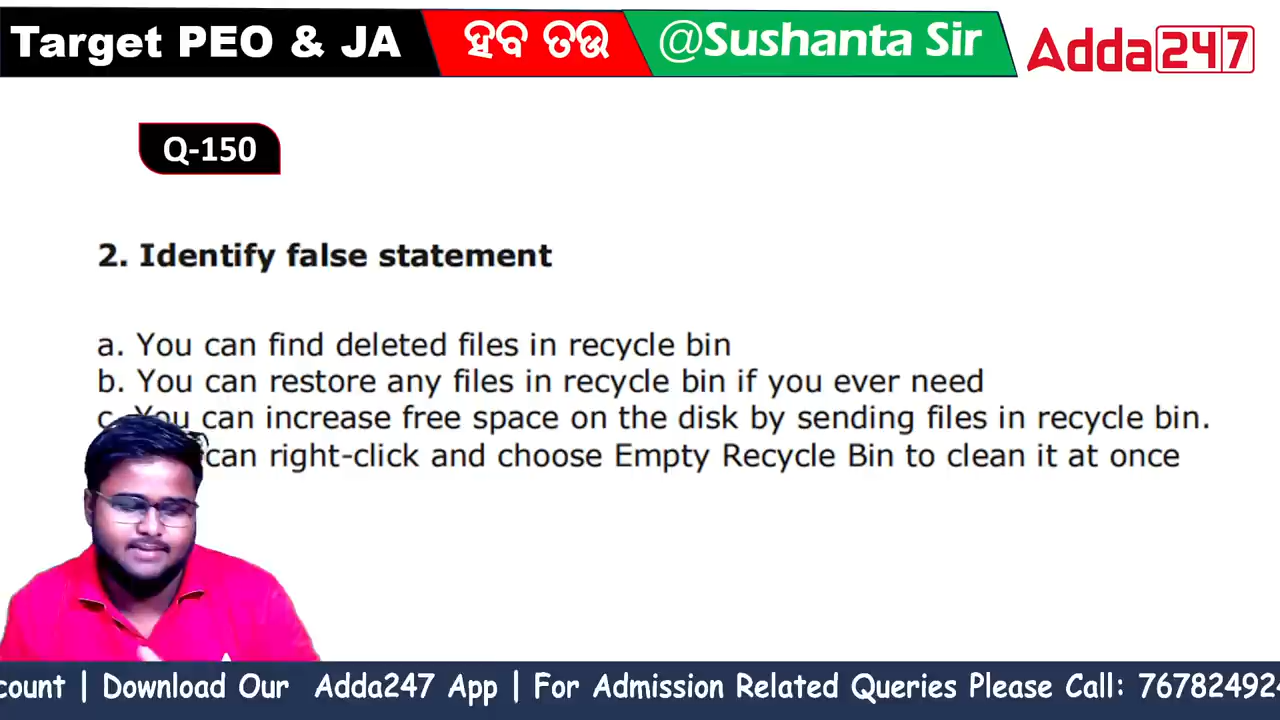 Target PEO & JA ହବ ତଉ @Sushanta Sir Adda247
Q-150
2. Identify false statement
a. You can find deleted files in recycle bin
b. You can restore any files in recycle bin if you ever need
c. You can increase free space on the disk by sending files in recycle bin.
can right-click and choose Empty Recycle Bin to clean it at once
count | Download Our Adda247 App | For Admission Related Queries Please Call: 76782492